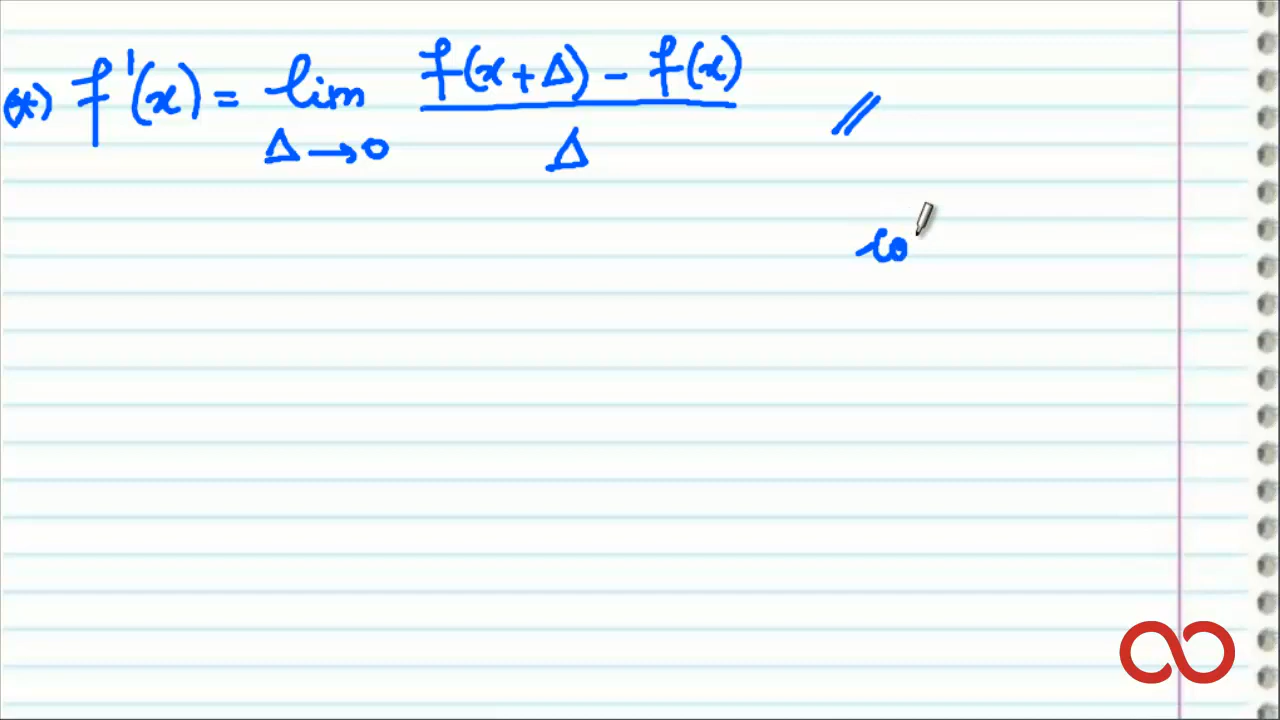 (*) f'(x) = lim Δ→0 f(x+Δ) - f(x) / Δ //